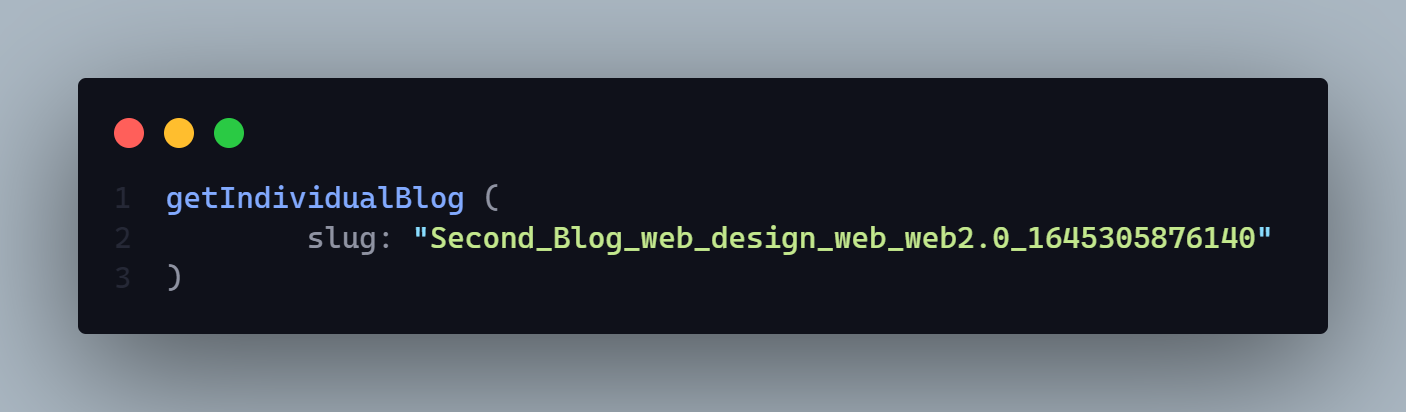 1 getIndividualBlog (
2 slug: "Second_Blog_web_design_web_web2.0_1645305876140"
3 )